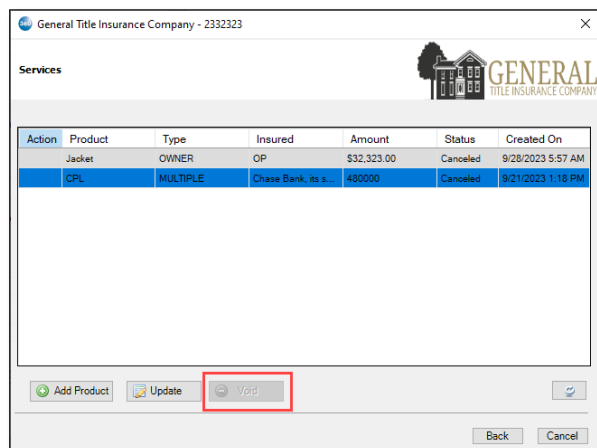 360 General Title Insurance Company - 2332323
Services
GENERAL
TITLE INSURANCE COMPANY
Action Product Type Insured Amount Status Created On
Jacket OWNER OP $32,323.00 Canceled 9/28/2023 5:57 AM
CPL MULTIPLE Chase Bank, its s... 480000 Canceled 9/21/2023 1:18 PM
Add Product Update Void
Back Cancel